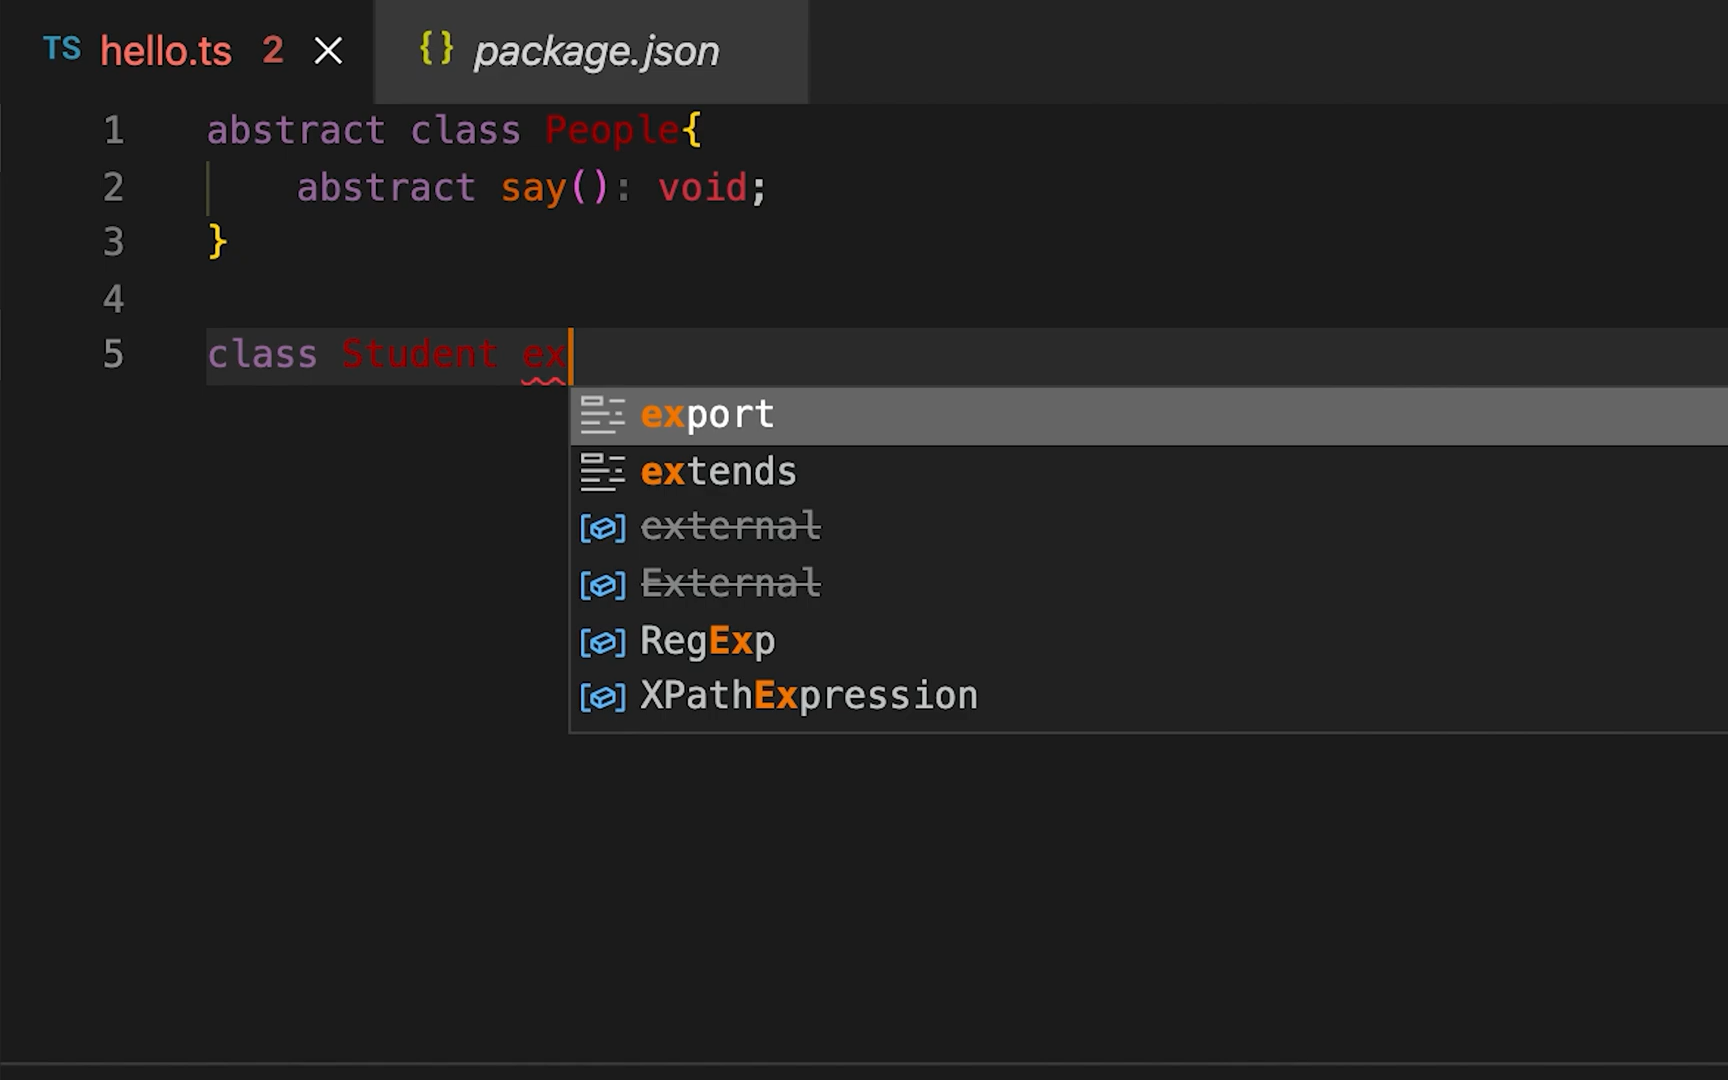 TS hello.ts 2 {} package.json
1 abstract class People{
2 abstract say(): void;
3 }
4
5 class Student ex
export
extends
external
External
RegExp
XPathExpression